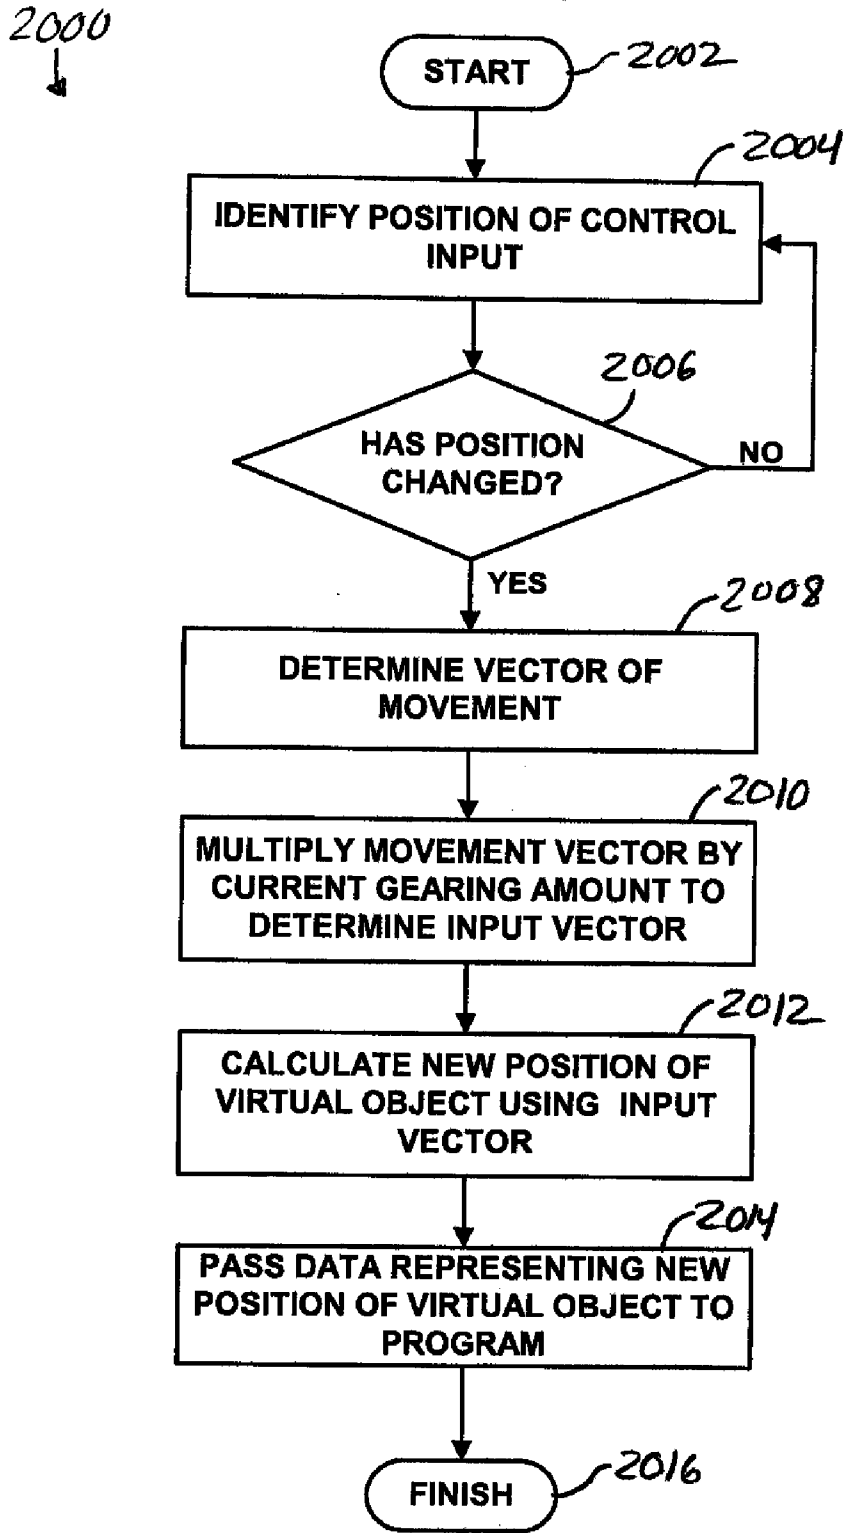 2000
START
2002
2004
IDENTIFY POSITION OF CONTROL
INPUT
2006
HAS POSITION
CHANGED?
NO
YES
2008
DETERMINE VECTOR OF
MOVEMENT
2010
MULTIPLY MOVEMENT VECTOR BY
CURRENT GEARING AMOUNT TO
DETERMINE INPUT VECTOR
2012
CALCULATE NEW POSITION OF
VIRTUAL OBJECT USING INPUT
VECTOR
2014
PASS DATA REPRESENTING NEW
POSITION OF VIRTUAL OBJECT TO
PROGRAM
2016
FINISH